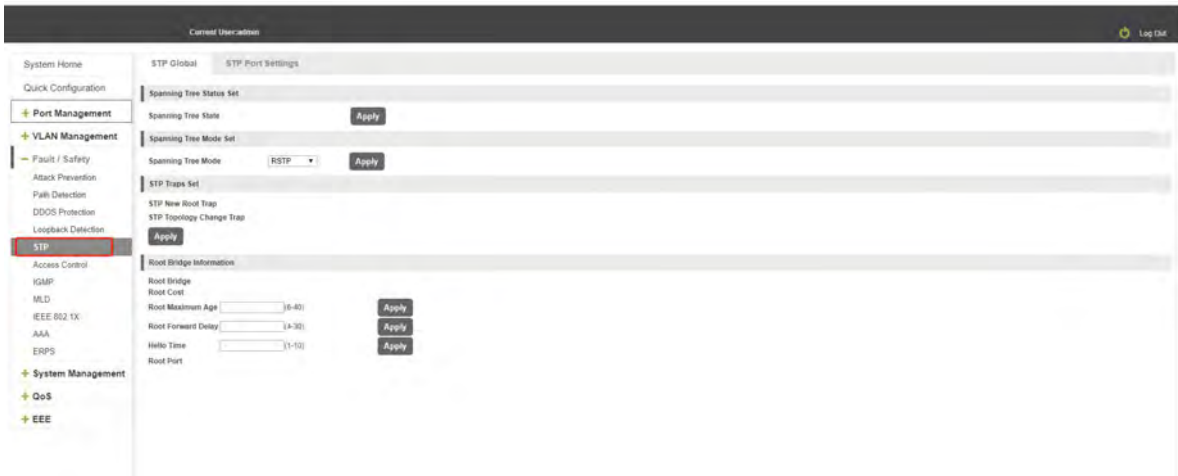 Current User:admin
Log Out
System Home
Quick Configuration
+ Port Management
+ VLAN Management
− Fault / Safety
Attack Prevention
Path Detection
DDOS Protection
Loopback Detection
STP
Access Control
IGMP
MLD
IEEE 802.1X
AAA
ERPS
+ System Management
+ QoS
+ EEE
STP Global STP Port Settings
Spanning Tree Status Set
Spanning Tree State Apply
Spanning Tree Mode Set
Spanning Tree Mode RSTP Apply
STP Traps Set
STP New Root Trap
STP Topology Change Trap
Apply
Root Bridge Information
Root Bridge
Root Cost
Root Maximum Age (6-40) Apply
Root Forward Delay (4-30) Apply
Hello Time (1-10) Apply
Root Port